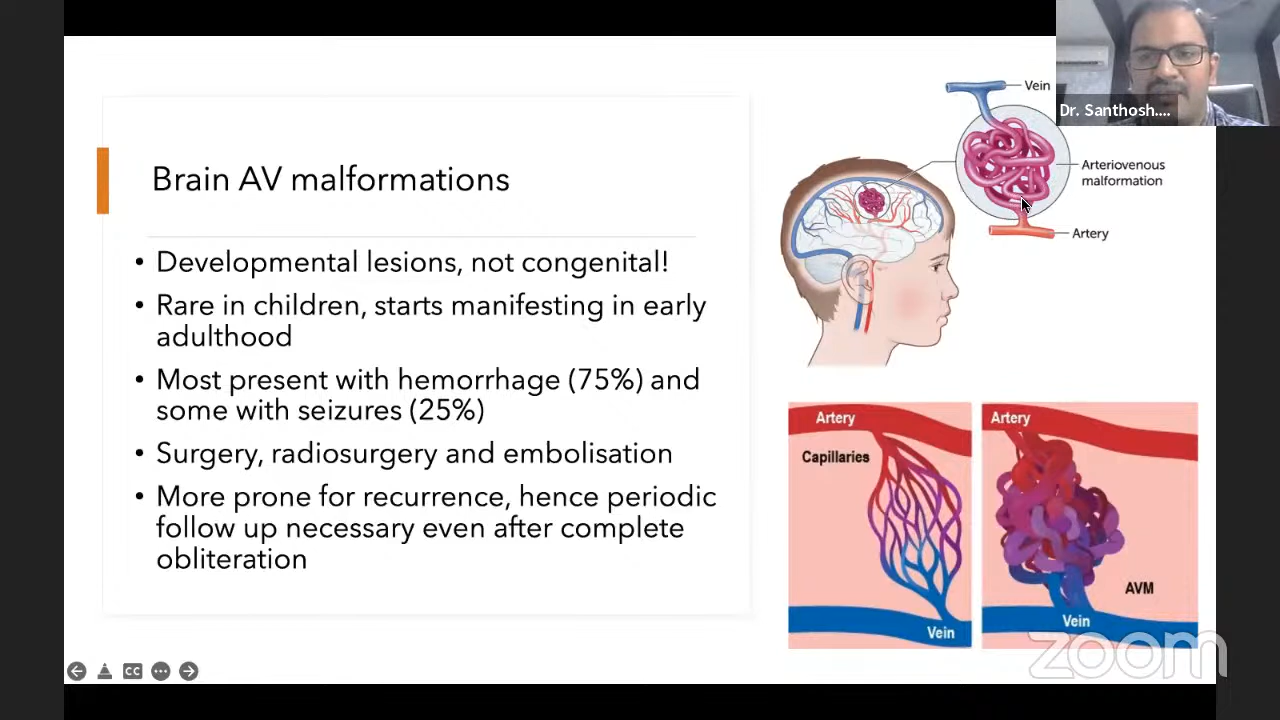 Brain AV malformations
• Developmental lesions, not congenital!
• Rare in children, starts manifesting in early
adulthood
• Most present with hemorrhage (75%) and
some with seizures (25%)
• Surgery, radiosurgery and embolisation
• More prone for recurrence, hence periodic
follow up necessary even after complete
obliteration
Vein
Arteriovenous
malformation
Artery
Artery
Capillaries
Vein
Artery
AVM
Vein
Dr. Santhosh....
CC
zoom